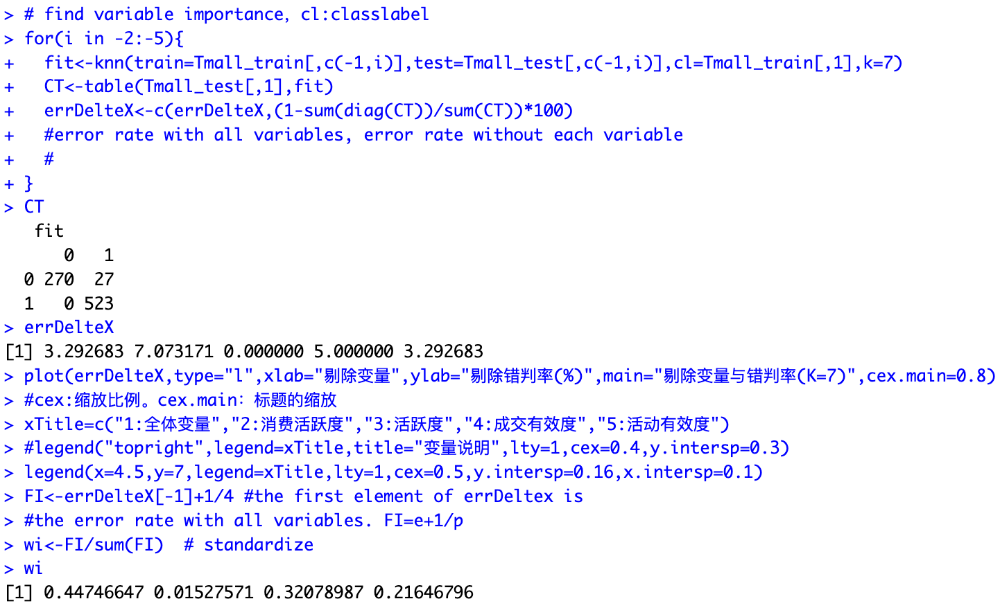 > # find variable importance, cl:classlabel
> for(i in -2:-5){
+   fit<-knn(train=Tmall_train[,c(-1,i)],test=Tmall_test[,c(-1,i)],cl=Tmall_train[,1],k=7)
+   CT<-table(Tmall_test[,1],fit)
+   errDelteX<-c(errDelteX,(1-sum(diag(CT))/sum(CT))*100)
+   #error rate with all variables, error rate without each variable
+   #
+ }
> CT
   fit
      0   1
  0 270  27
  1   0 523
> errDelteX
[1] 3.292683 7.073171 0.000000 5.000000 3.292683
> plot(errDelteX,type="l",xlab="剔除变量",ylab="剔除错判率(%)",main="剔除变量与错判率(K=7)",cex.main=0.8)
> #cex:缩放比例。cex.main：标题的缩放
> xTitle=c("1:全体变量","2:消费活跃度","3:活跃度","4:成交有效度","5:活动有效度")
> #legend("topright",legend=xTitle,title="变量说明",lty=1,cex=0.4,y.intersp=0.3)
> legend(x=4.5,y=7,legend=xTitle,lty=1,cex=0.5,y.intersp=0.16,x.intersp=0.1)
> FI<-errDelteX[-1]+1/4 #the first element of errDeltex is
> #the error rate with all variables. FI=e+1/p
> wi<-FI/sum(FI)  # standardize
> wi
[1] 0.44746647 0.01527571 0.32078987 0.21646796